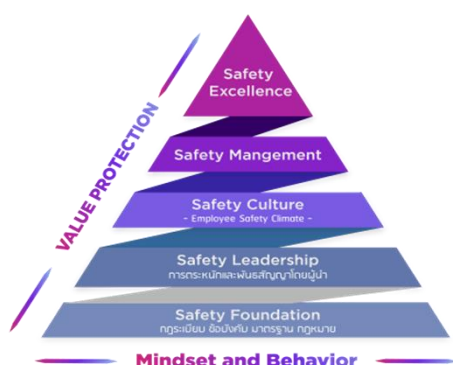 Safety
Excellence
VALUE PROTECTION
Safety Mangement
Safety Culture
- Employee Safety Climate -
Safety Leadership
การตระหนักและพันธสัญญาโดยผู้นำ
Safety Foundation
กฎระเบียบ ข้อบังคับ มาตรฐาน กฎหมาย
Mindset and Behavior